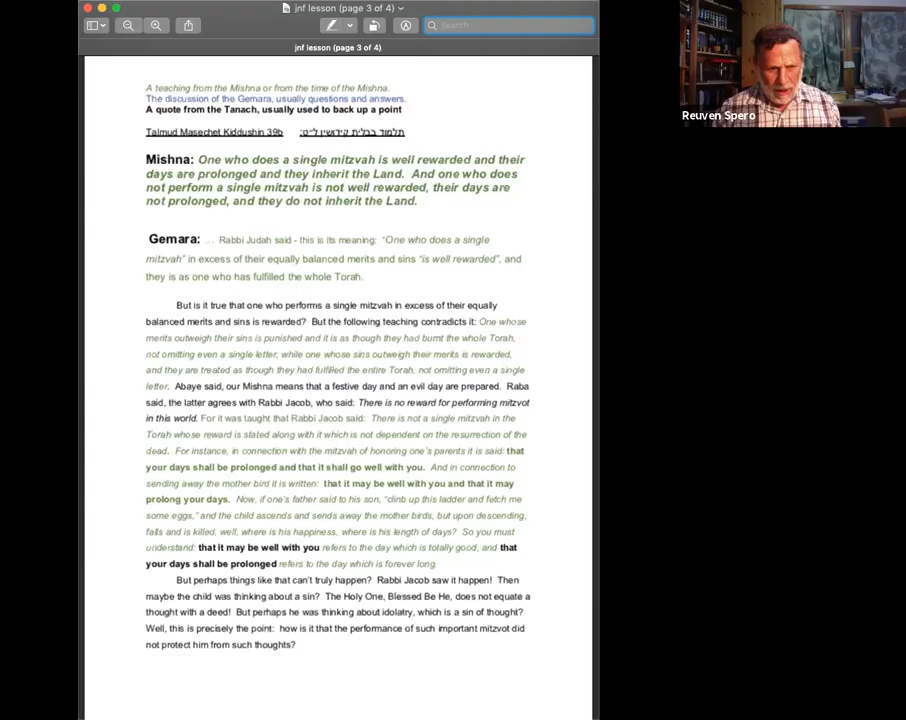 jnf lesson (page 3 of 4)
Search
jnf lesson (page 3 of 4)
Reuven Spero
A teaching from the Mishna or from the time of the Mishna.
The discussion of the Gemara, usually questions and answers.
A quote from the Tanach, usually used to back up a point
Talmud Masechet Kiddushin 39b תלמוד בבלית קידושין ל״ט:
Mishna: One who does a single mitzvah is well rewarded and their
days are prolonged and they inherit the Land. And one who does
not perform a single mitzvah is not well rewarded, their days are
not prolonged, and they do not inherit the Land.
Gemara: ... Rabbi Judah said - this is its meaning: "One who does a single
mitzvah" in excess of their equally balanced merits and sins "is well rewarded", and
they is as one who has fulfilled the whole Torah.
But is it true that one who performs a single mitzvah in excess of their equally
balanced merits and sins is rewarded? But the following teaching contradicts it: One whose
merits outweigh their sins is punished and it is as though they had burnt the whole Torah,
not omitting even a single letter, while one whose sins outweigh their merits is rewarded,
and they are treated as though they had fulfilled the entire Torah, not omitting even a single
letter. Abaye said, our Mishna means that a festive day and an evil day are prepared. Raba
said, the latter agrees with Rabbi Jacob, who said: There is no reward for performing mitzvot
in this world. For it was taught that Rabbi Jacob said: There is not a single mitzvah in the
Torah whose reward is stated along with it which is not dependent on the resurrection of the
dead. For instance, in connection with the mitzvah of honoring one's parents it is said: that
your days shall be prolonged and that it shall go well with you. And in connection to
sending away the mother bird it is written: that it may be well with you and that it may
prolong your days. Now, if one's father said to his son, "climb up this ladder and fetch me
some eggs," and the child ascends and sends away the mother birds, but upon descending,
falls and is killed, well, where is his happiness, where is his length of days? So you must
understand: that it may be well with you refers to the day which is totally good, and that
your days shall be prolonged refers to the day which is forever long.
But perhaps things like that can't truly happen? Rabbi Jacob saw it happen! Then
maybe the child was thinking about a sin? The Holy One, Blessed Be He, does not equate a
thought with a deed! But perhaps he was thinking about idolatry, which is a sin of thought?
Well, this is precisely the point: how is it that the performance of such important mitzvot did
not protect him from such thoughts?